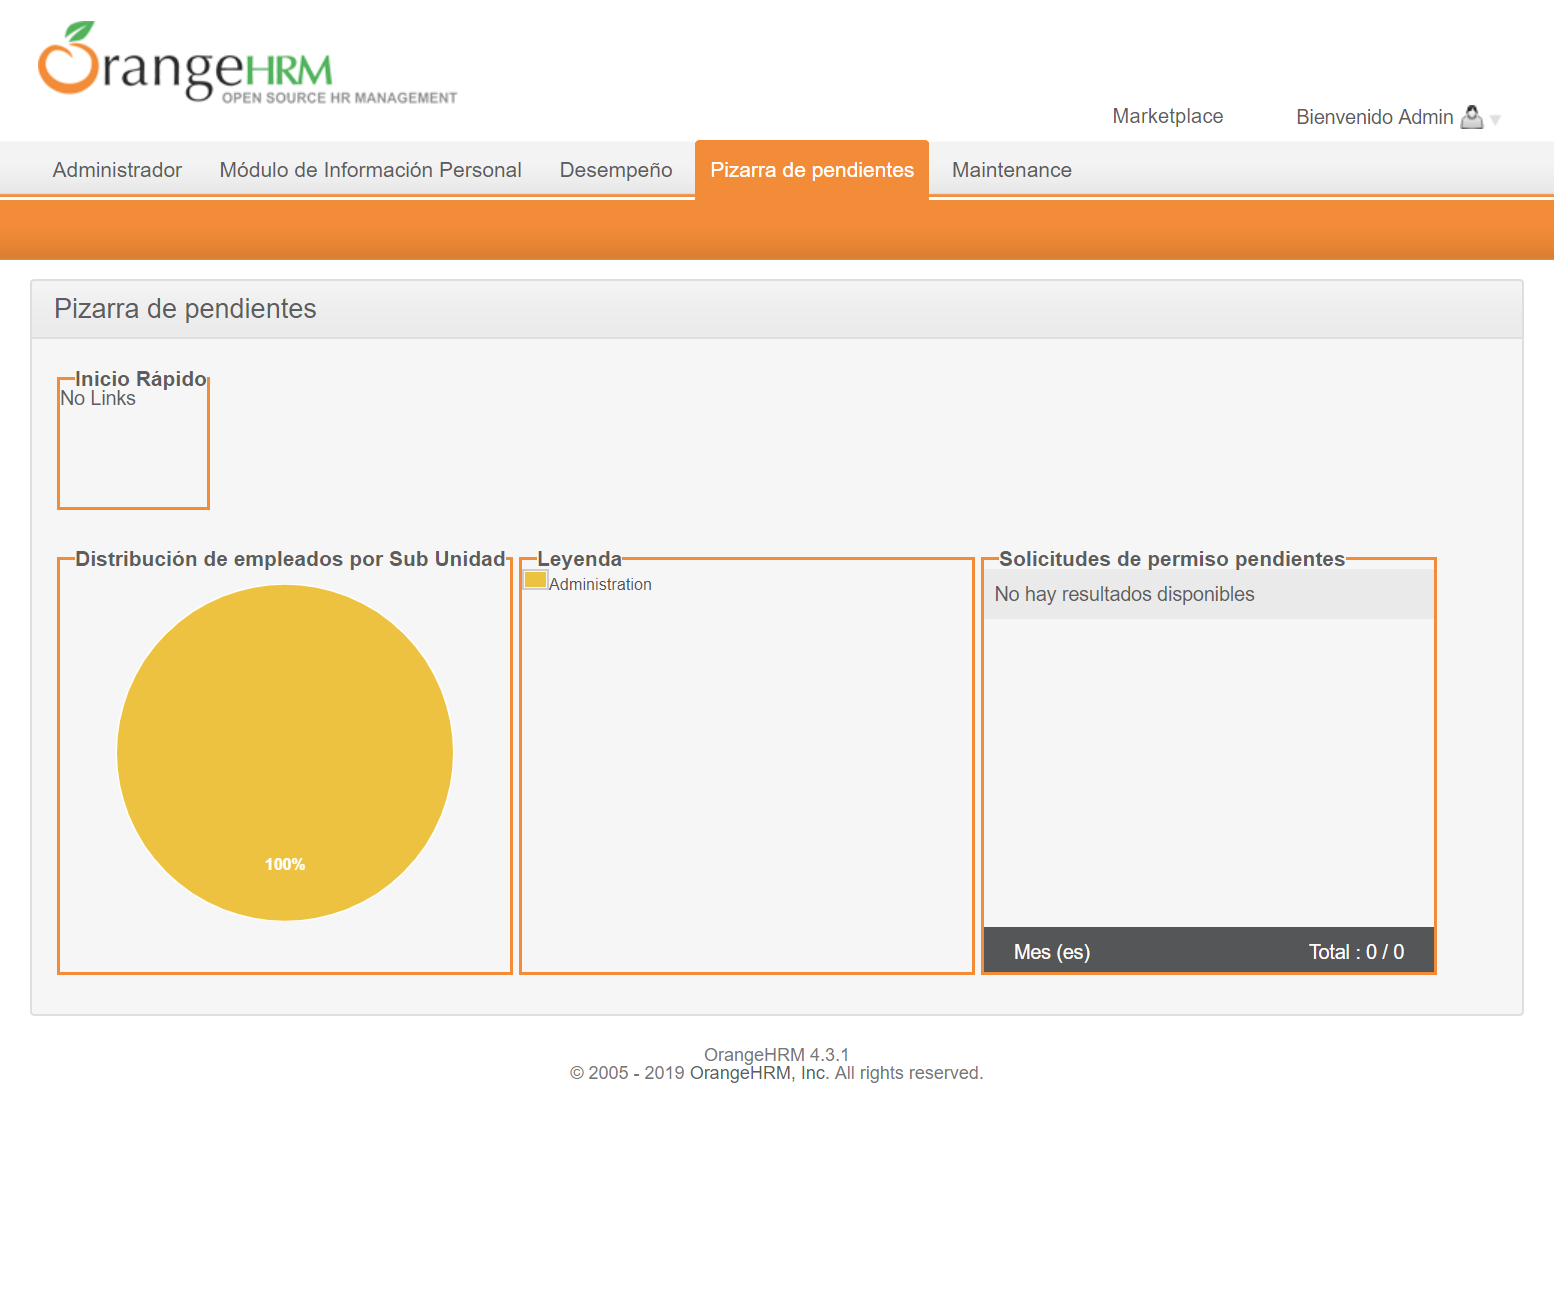 OrangeHRM
OPEN SOURCE HR MANAGEMENT
Marketplace
Bienvenido Admin
Administrador
Módulo de Información Personal
Desempeño
Pizarra de pendientes
Maintenance
Pizarra de pendientes
Inicio Rápido
No Links
Distribución de empleados por Sub Unidad
100%
Leyenda
Administration
Solicitudes de permiso pendientes
No hay resultados disponibles
Mes (es)
Total : 0 / 0
OrangeHRM 4.3.1
© 2005 - 2019 OrangeHRM, Inc. All rights reserved.